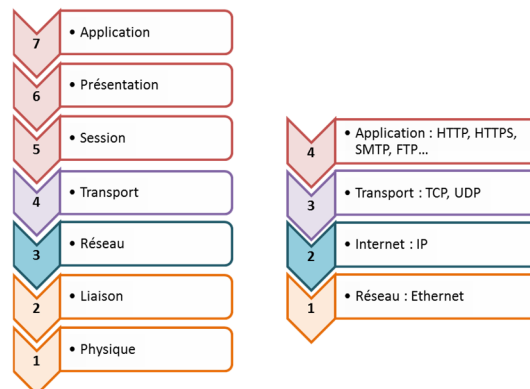 7
• Application
6
• Présentation
5
• Session
4
• Transport
3
• Réseau
2
• Liaison
1
• Physique
4
• Application : HTTP, HTTPS,
SMTP, FTP...
3
• Transport : TCP, UDP
2
• Internet : IP
1
• Réseau : Ethernet